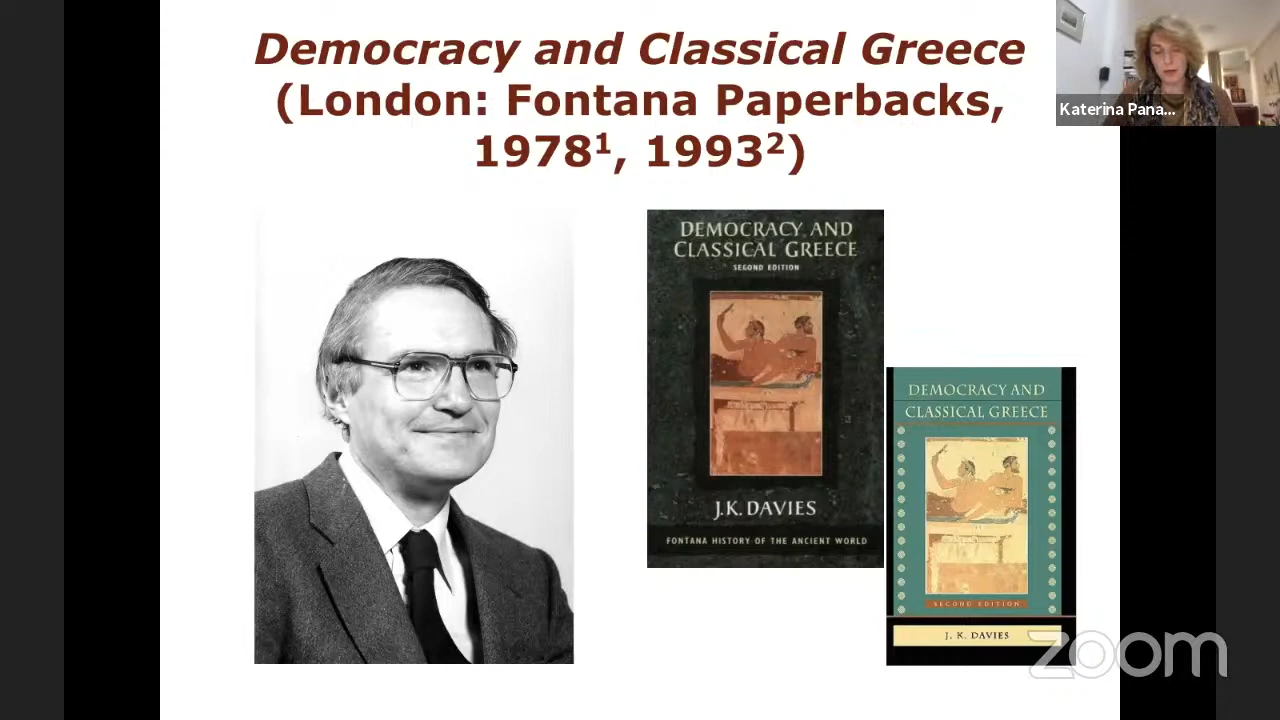 Democracy and Classical Greece
(London: Fontana Paperbacks,
1978¹, 1993²)
Katerina Pana...
DEMOCRACY AND
CLASSICAL GREECE
SECOND EDITION
J.K. DAVIES
FONTANA HISTORY OF THE ANCIENT WORLD
DEMOCRACY AND
CLASSICAL GREECE
SECOND EDITION
J. K. DAVIES
zoom